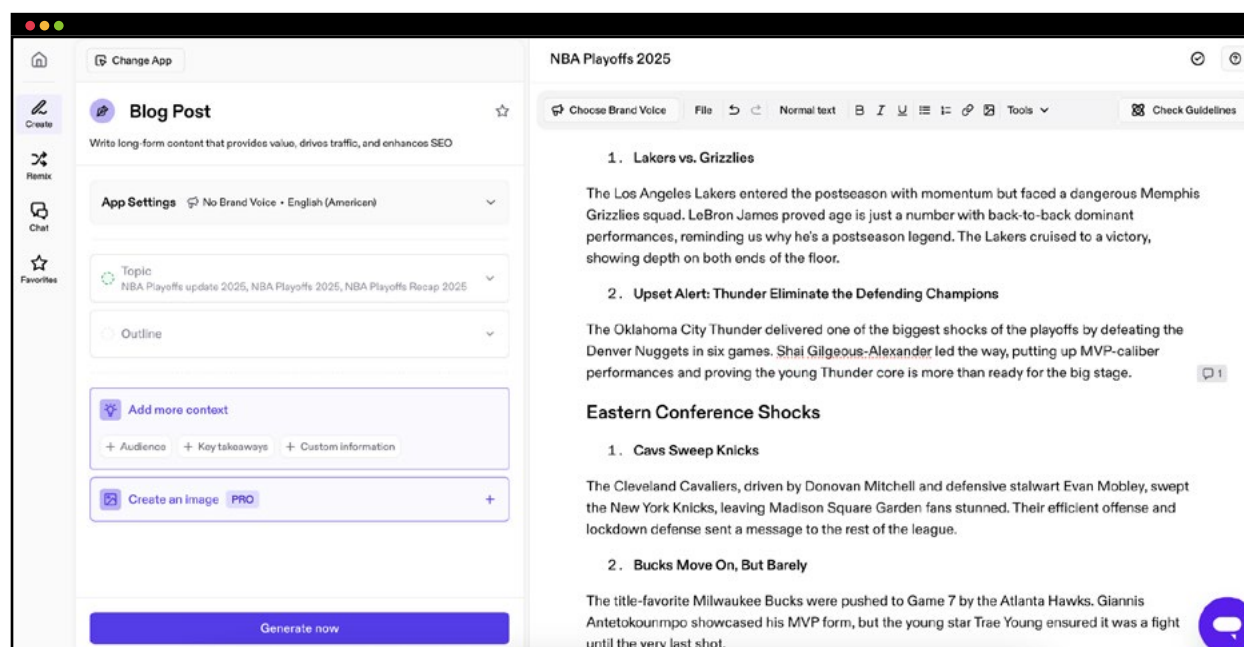 Change App
NBA Playoffs 2025
Create
Blog Post
Write long-form content that provides value, drives traffic, and enhances SEO
Choose Brand Voice File Normal text B I U Tools Check Guidelines
Remix
Chat
Favorites
App Settings No Brand Voice • English (American)
Topic
NBA Playoffs update 2025, NBA Playoffs 2025, NBA Playoffs Recap 2025
Outline
Add more context
+ Audience + Key takeaways + Custom information
Create an image PRO +
Generate now
1. Lakers vs. Grizzlies
The Los Angeles Lakers entered the postseason with momentum but faced a dangerous Memphis
Grizzlies squad. LeBron James proved age is just a number with back-to-back dominant
performances, reminding us why he's a postseason legend. The Lakers cruised to a victory,
showing depth on both ends of the floor.
2. Upset Alert: Thunder Eliminate the Defending Champions
The Oklahoma City Thunder delivered one of the biggest shocks of the playoffs by defeating the
Denver Nuggets in six games. Shai Gilgeous-Alexander led the way, putting up MVP-caliber
performances and proving the young Thunder core is more than ready for the big stage.
1
Eastern Conference Shocks
1. Cavs Sweep Knicks
The Cleveland Cavaliers, driven by Donovan Mitchell and defensive stalwart Evan Mobley, swept
the New York Knicks, leaving Madison Square Garden fans stunned. Their efficient offense and
lockdown defense sent a message to the rest of the league.
2. Bucks Move On, But Barely
The title-favorite Milwaukee Bucks were pushed to Game 7 by the Atlanta Hawks. Giannis
Antetokounmpo showcased his MVP form, but the young star Trae Young ensured it was a fight
until the very last shot.